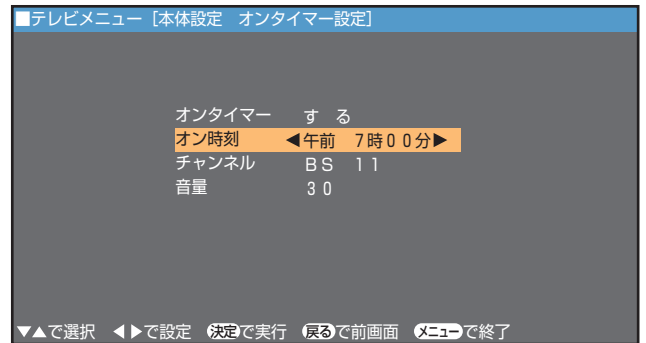 ■テレビメニュー [本体設定 オンタイマー設定]
オンタイマー す る
オン時刻 ◀午前 7時00分▶
チャンネル BS 11
音量 30
▼▲で選択 ◀▶で設定 決定で実行 戻るで前画面 メニューで終了